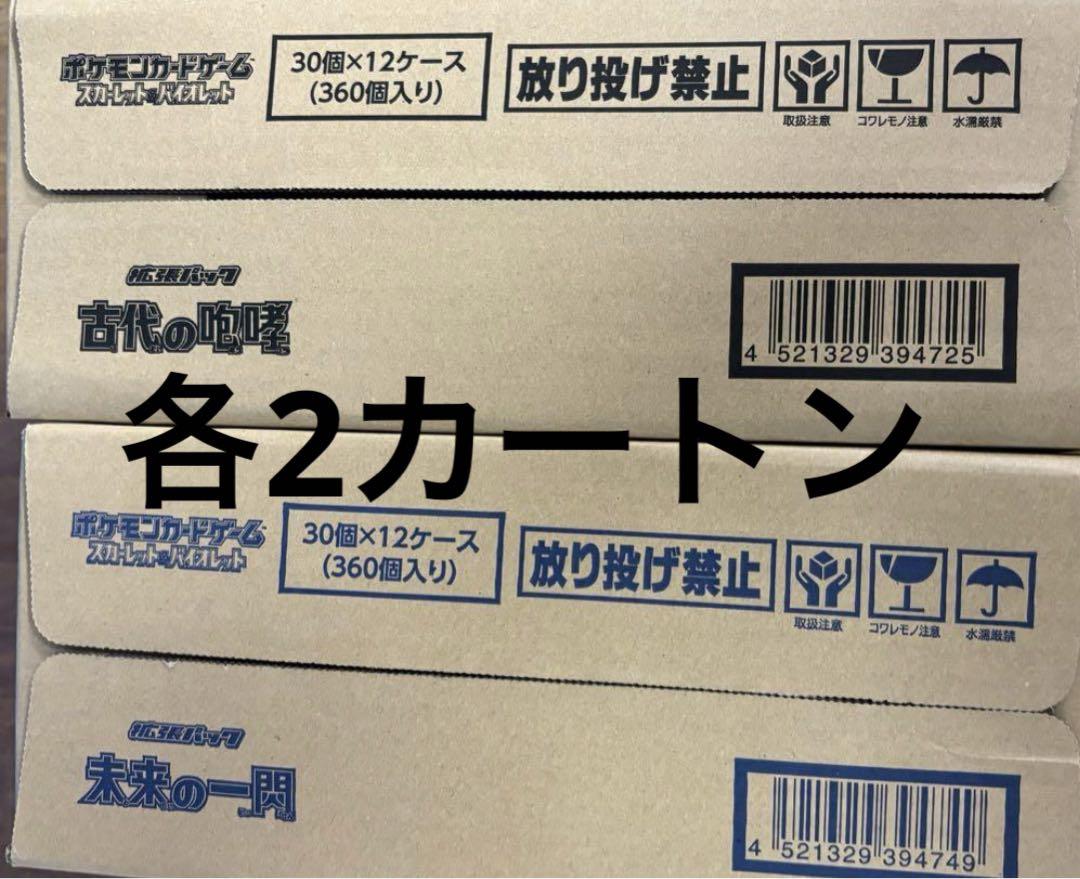 ポケモンカードゲーム
スカーレット&バイオレット
30個×12ケース
(360個入り)
放り投げ禁止
取扱注意
コワレモノ注意
水濡厳禁
拡張パック
古代の咆哮
4 521329 394725
各2カートン
ポケモンカードゲーム
スカーレット&バイオレット
30個×12ケース
(360個入り)
放り投げ禁止
取扱注意
コワレモノ注意
水濡厳禁
拡張パック
未来の一閃
4 521329 394749